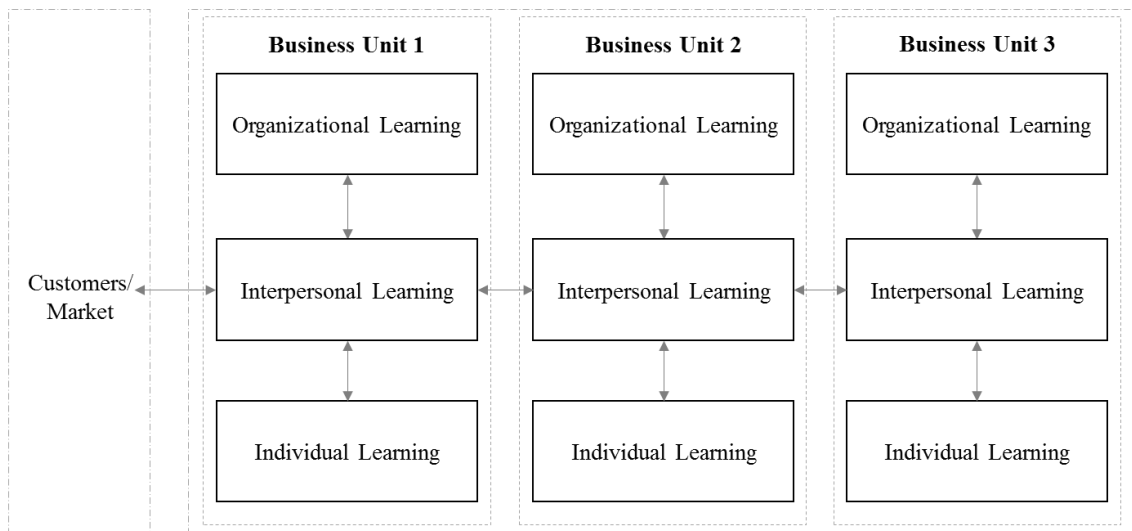 Business Unit 1
Business Unit 2
Business Unit 3
Organizational Learning
Organizational Learning
Organizational Learning
Customers/
Market
Interpersonal Learning
Interpersonal Learning
Interpersonal Learning
Individual Learning
Individual Learning
Individual Learning